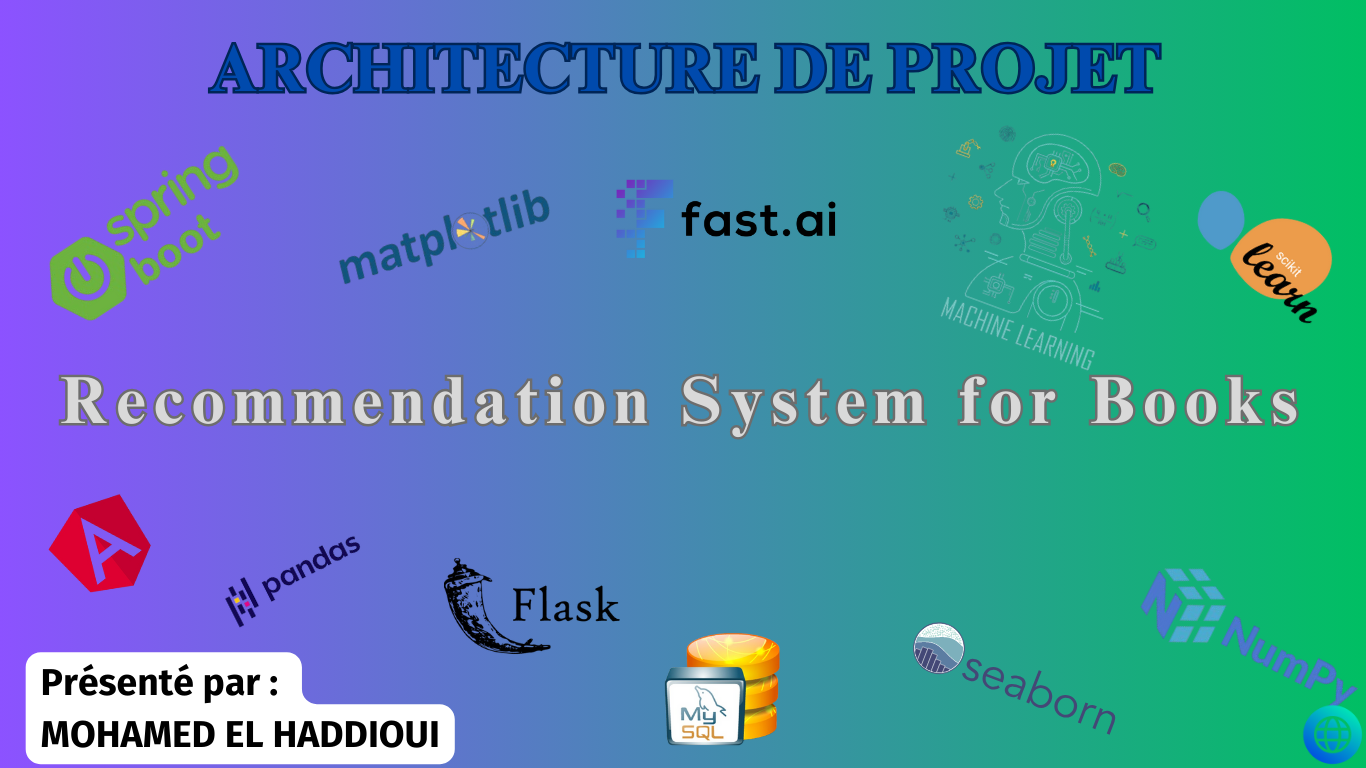 ARCHITECTURE DE PROJET
spring
boot
matplotlib
fast.ai
MACHINE LEARNING
scikit
learn
Recommendation System for Books
A
pandas
Flask
My
SQL
seaborn
N
NumPy
Présenté par :
MOHAMED EL HADDIOUI